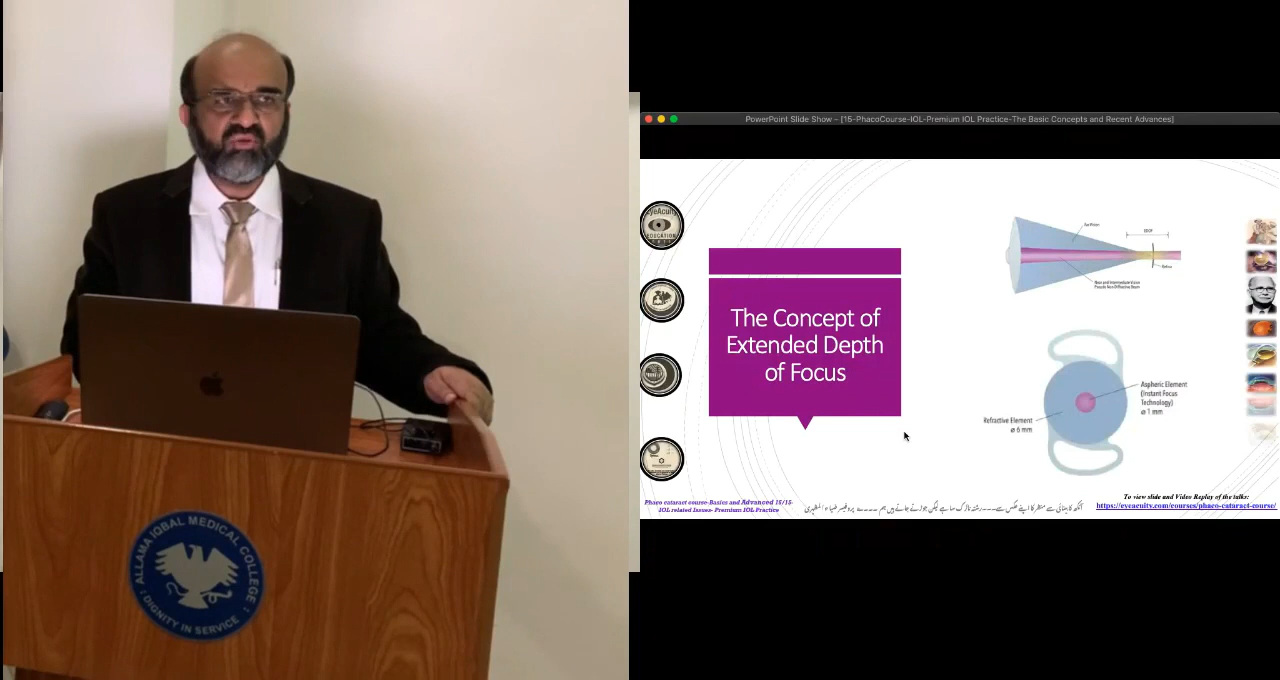 ALLAMA IQBAL MEDICAL COLLEGE
DIGNITY IN SERVICE
PowerPoint Slide Show – [15-PhacoCourse-IOL-Premium IOL Practice-The Basic Concepts and Recent Advances]
EyeAcuity
EDUCATION
The Concept of
Extended Depth
of Focus
EDOF
Aspheric Element
(Instant Focus
Technology)
ø 1 mm
Refractive Element
ø 6 mm
Phaco cataract course-Basics and Advanced 15/15-
IOL related Issues- Premium IOL Practice
To view slide and Video Replay of the talks:
https://eyeacuity.com/courses/phaco-cataract-course/